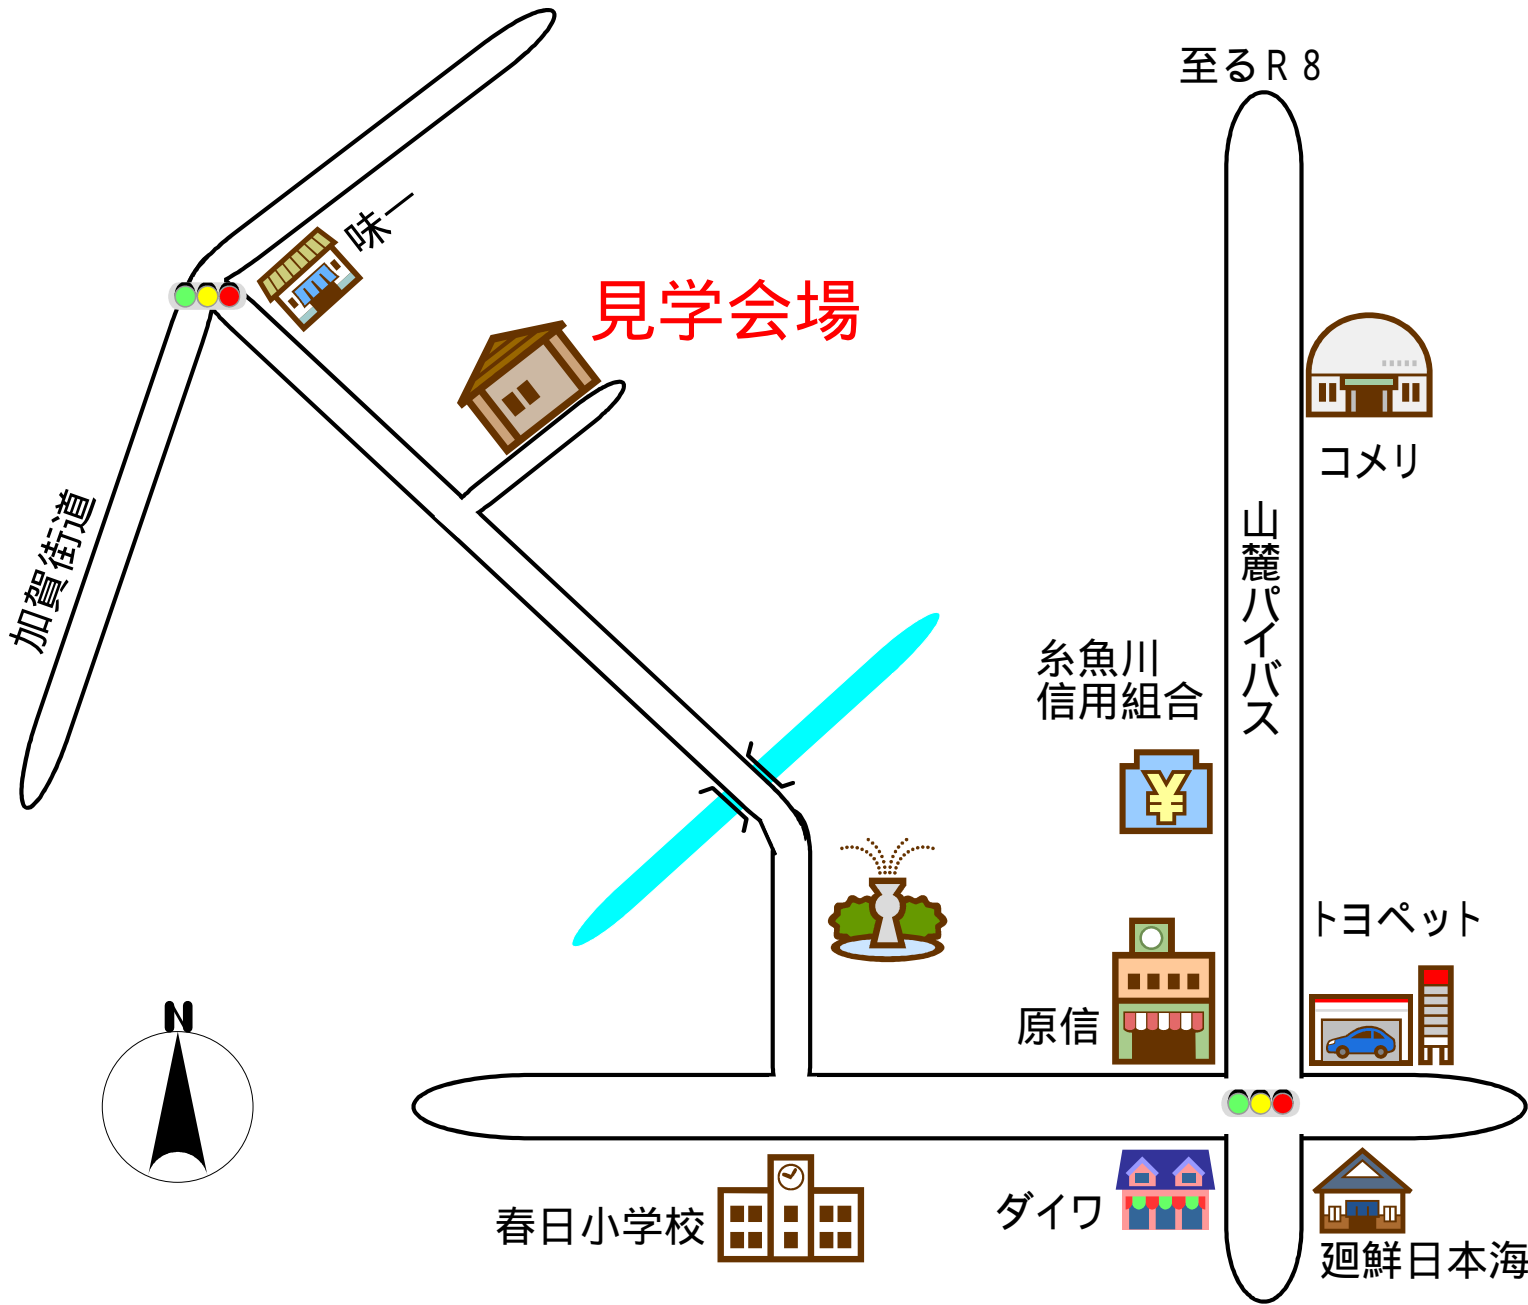 至るR8
味一
見学会場
コメリ
加賀街道
山麓バイパス
糸魚川
信用組合
トヨペット
原信
N
春日小学校
ダイワ
廻鮮日本海